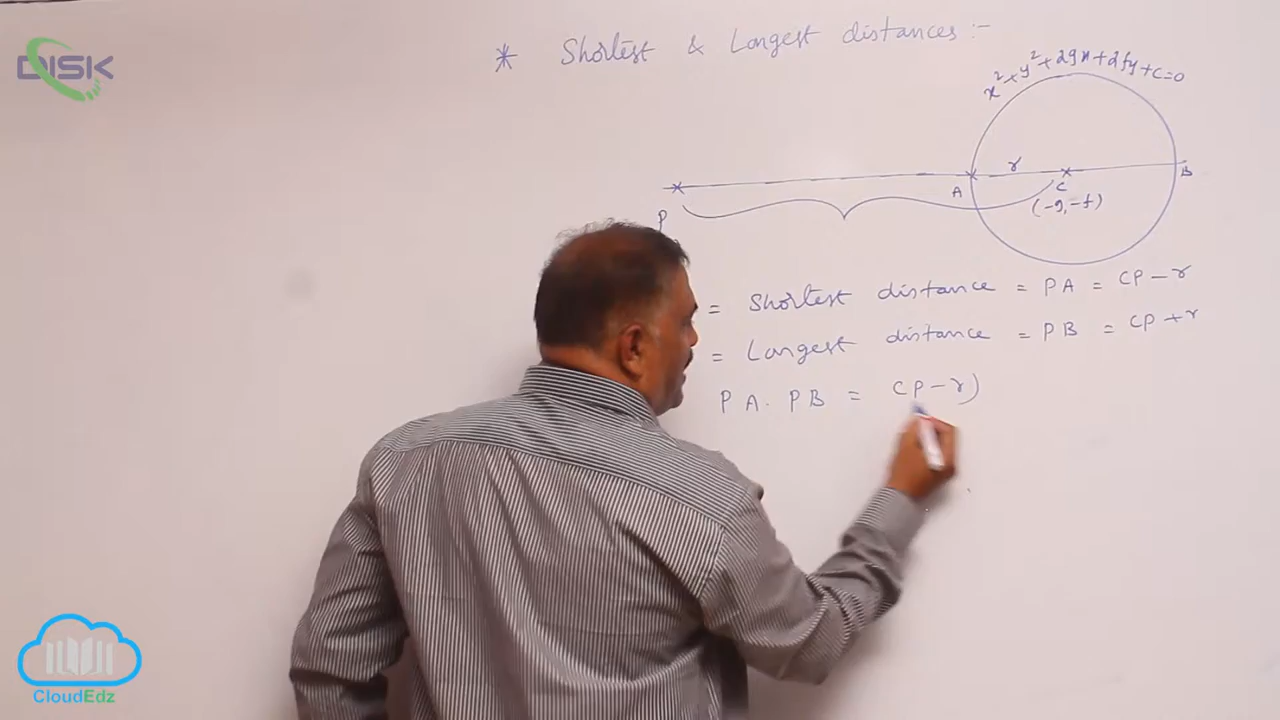 DISK
* Shortest & Longest distances :-
x² + y² + 2gx + 2fy + c = 0
r
A
C
B
(-g, -f)
P
= Shortest distance = PA = CP - r
= Longest distance = PB = CP + r
PA . PB = CP - r)
CloudEdz